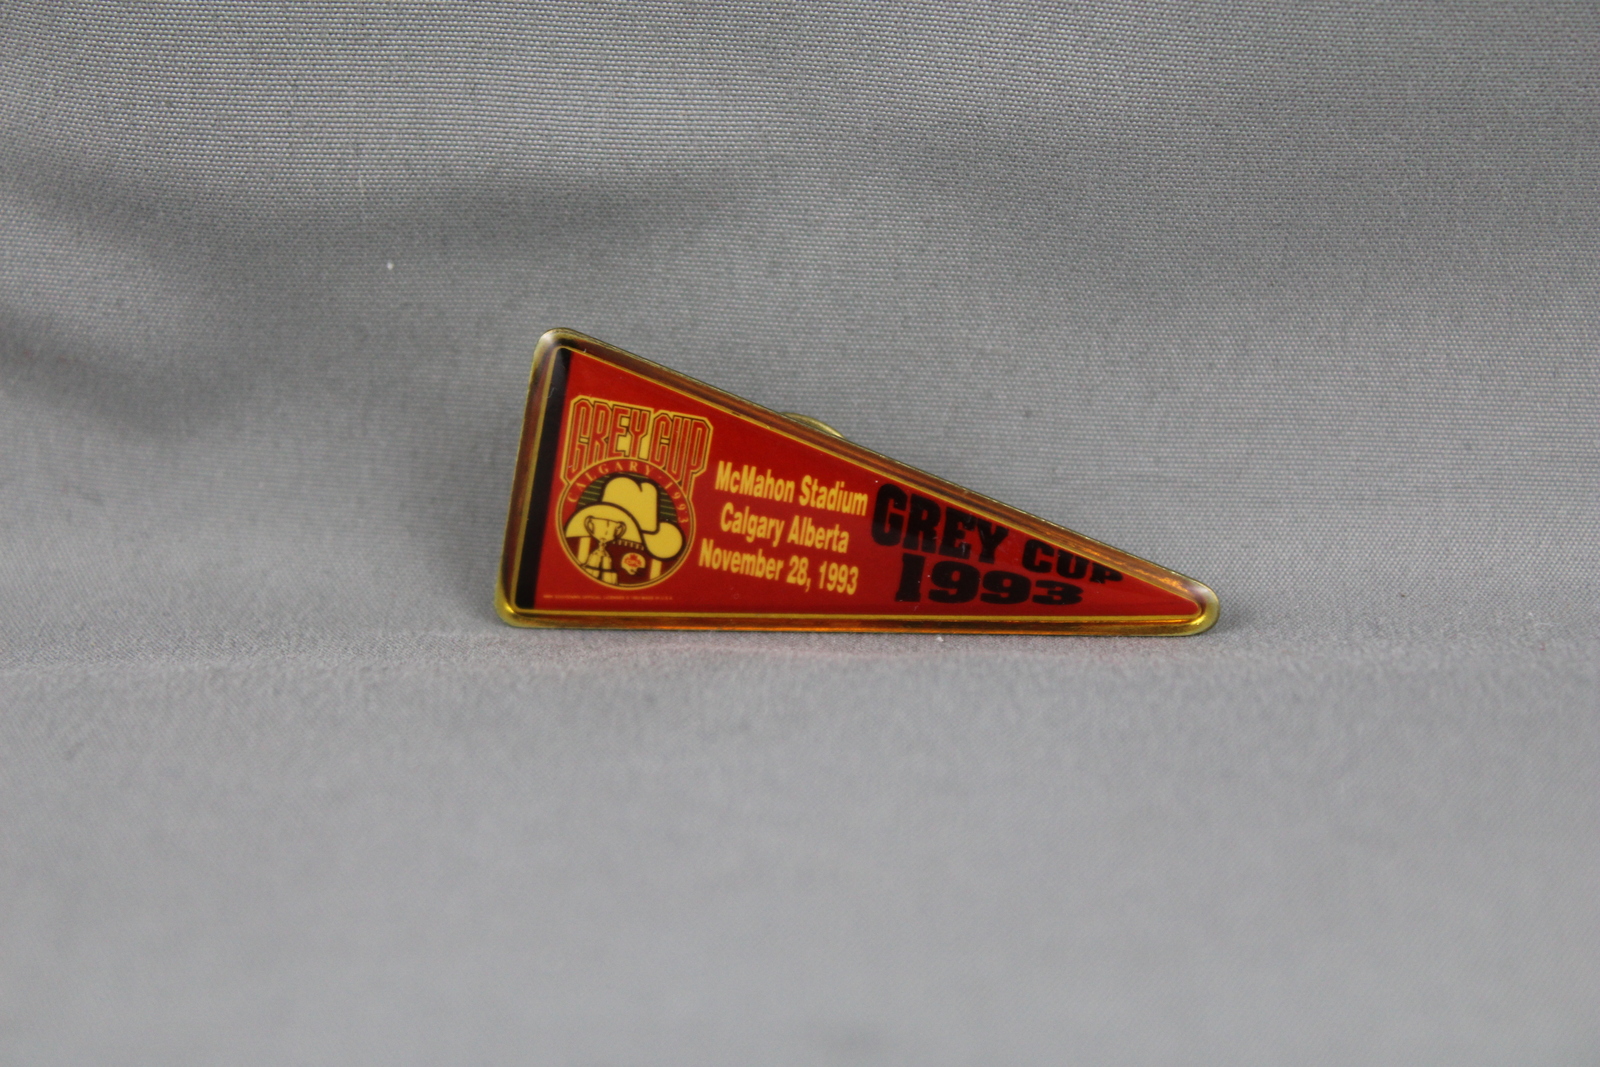 GREY CUP
CALGARY · 1993
McMahon Stadium
Calgary Alberta
November 28, 1993
GREY CUP
1993